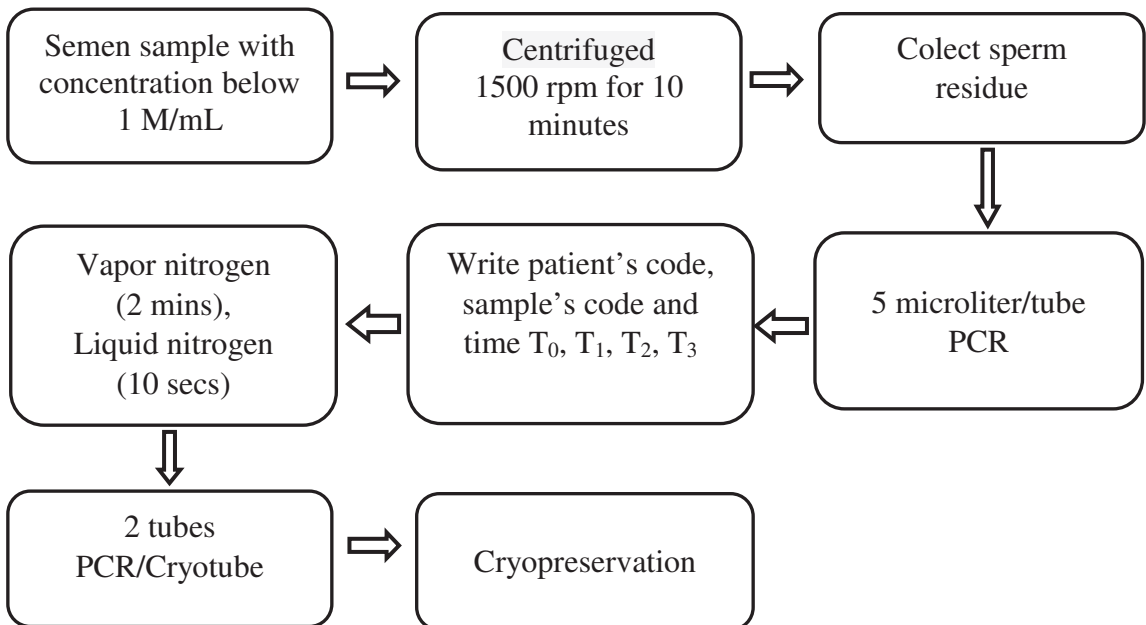 Semen sample with
concentration below
1 M/mL
Centrifuged
1500 rpm for 10
minutes
Colect sperm
residue
5 microliter/tube
PCR
Write patient's code,
sample's code and
time T₀, T₁, T₂, T₃
Vapor nitrogen
(2 mins),
Liquid nitrogen
(10 secs)
2 tubes
PCR/Cryotube
Cryopreservation